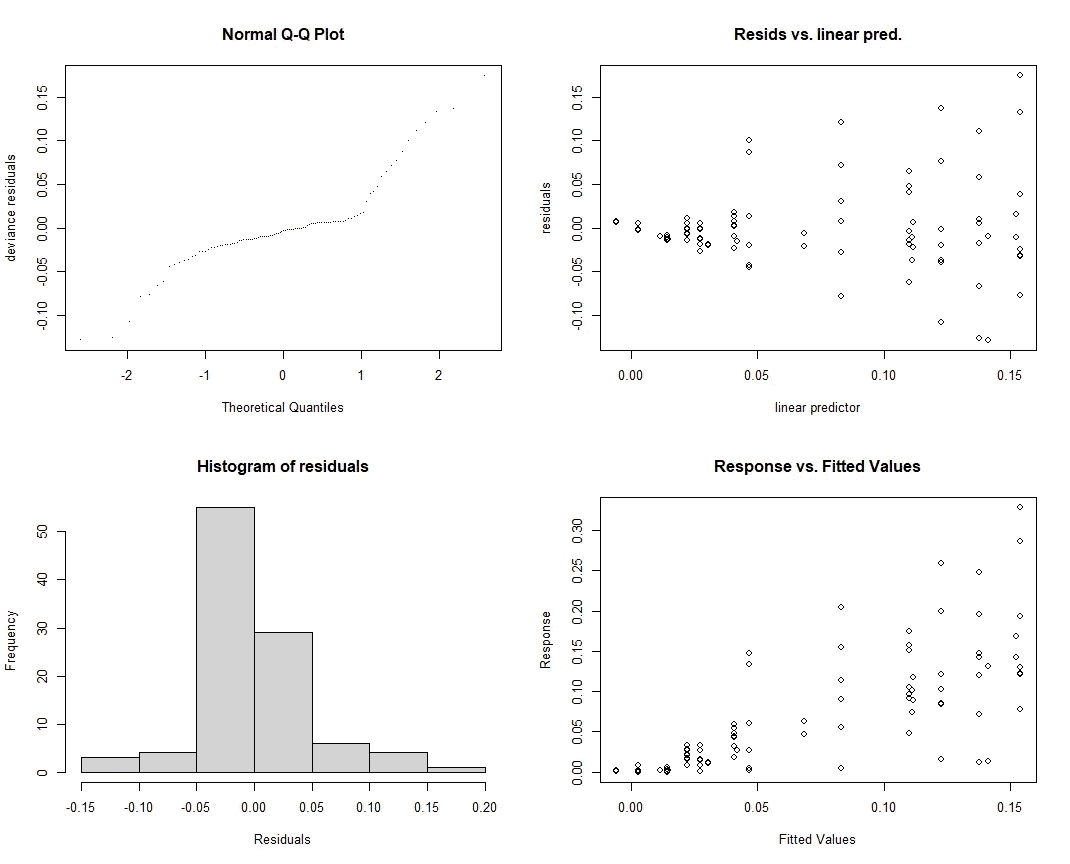 Normal Q-Q Plot
deviance residuals
-0.10 -0.05 0.00 0.05 0.10 0.15
-2 -1 0 1 2
Theoretical Quantiles
Resids vs. linear pred.
residuals
-0.10 -0.05 0.00 0.05 0.10 0.15
0.00 0.05 0.10 0.15
linear predictor
Histogram of residuals
Frequency
0 10 20 30 40 50
-0.15 -0.10 -0.05 0.00 0.05 0.10 0.15 0.20
Residuals
Response vs. Fitted Values
Response
0.00 0.05 0.10 0.15 0.20 0.25 0.30
0.00 0.05 0.10 0.15
Fitted Values